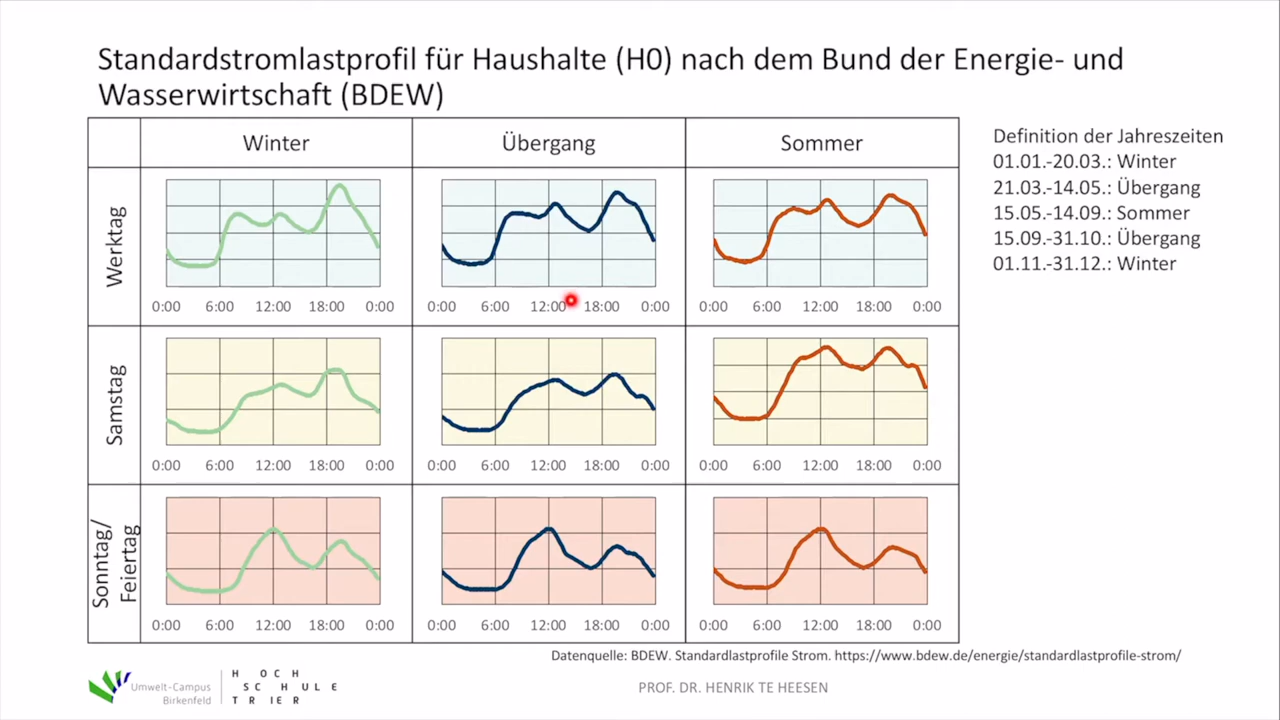 Standardstromlastprofil für Haushalte (H0) nach dem Bund der Energie- und
Wasserwirtschaft (BDEW)
Winter
Übergang
Sommer
Definition der Jahreszeiten
01.01.-20.03.: Winter
21.03.-14.05.: Übergang
15.05.-14.09.: Sommer
15.09.-31.10.: Übergang
01.11.-31.12.: Winter
Werktag
0:00 6:00 12:00 18:00 0:00
0:00 6:00 12:00 18:00 0:00
0:00 6:00 12:00 18:00 0:00
Samstag
0:00 6:00 12:00 18:00 0:00
0:00 6:00 12:00 18:00 0:00
0:00 6:00 12:00 18:00 0:00
Sonntag/
Feiertag
0:00 6:00 12:00 18:00 0:00
0:00 6:00 12:00 18:00 0:00
0:00 6:00 12:00 18:00 0:00
Datenquelle: BDEW. Standardlastprofile Strom. https://www.bdew.de/energie/standardlastprofile-strom/
Umwelt-Campus
Birkenfeld
HOCH
SCHULE
TRIER
PROF. DR. HENRIK TE HEESEN